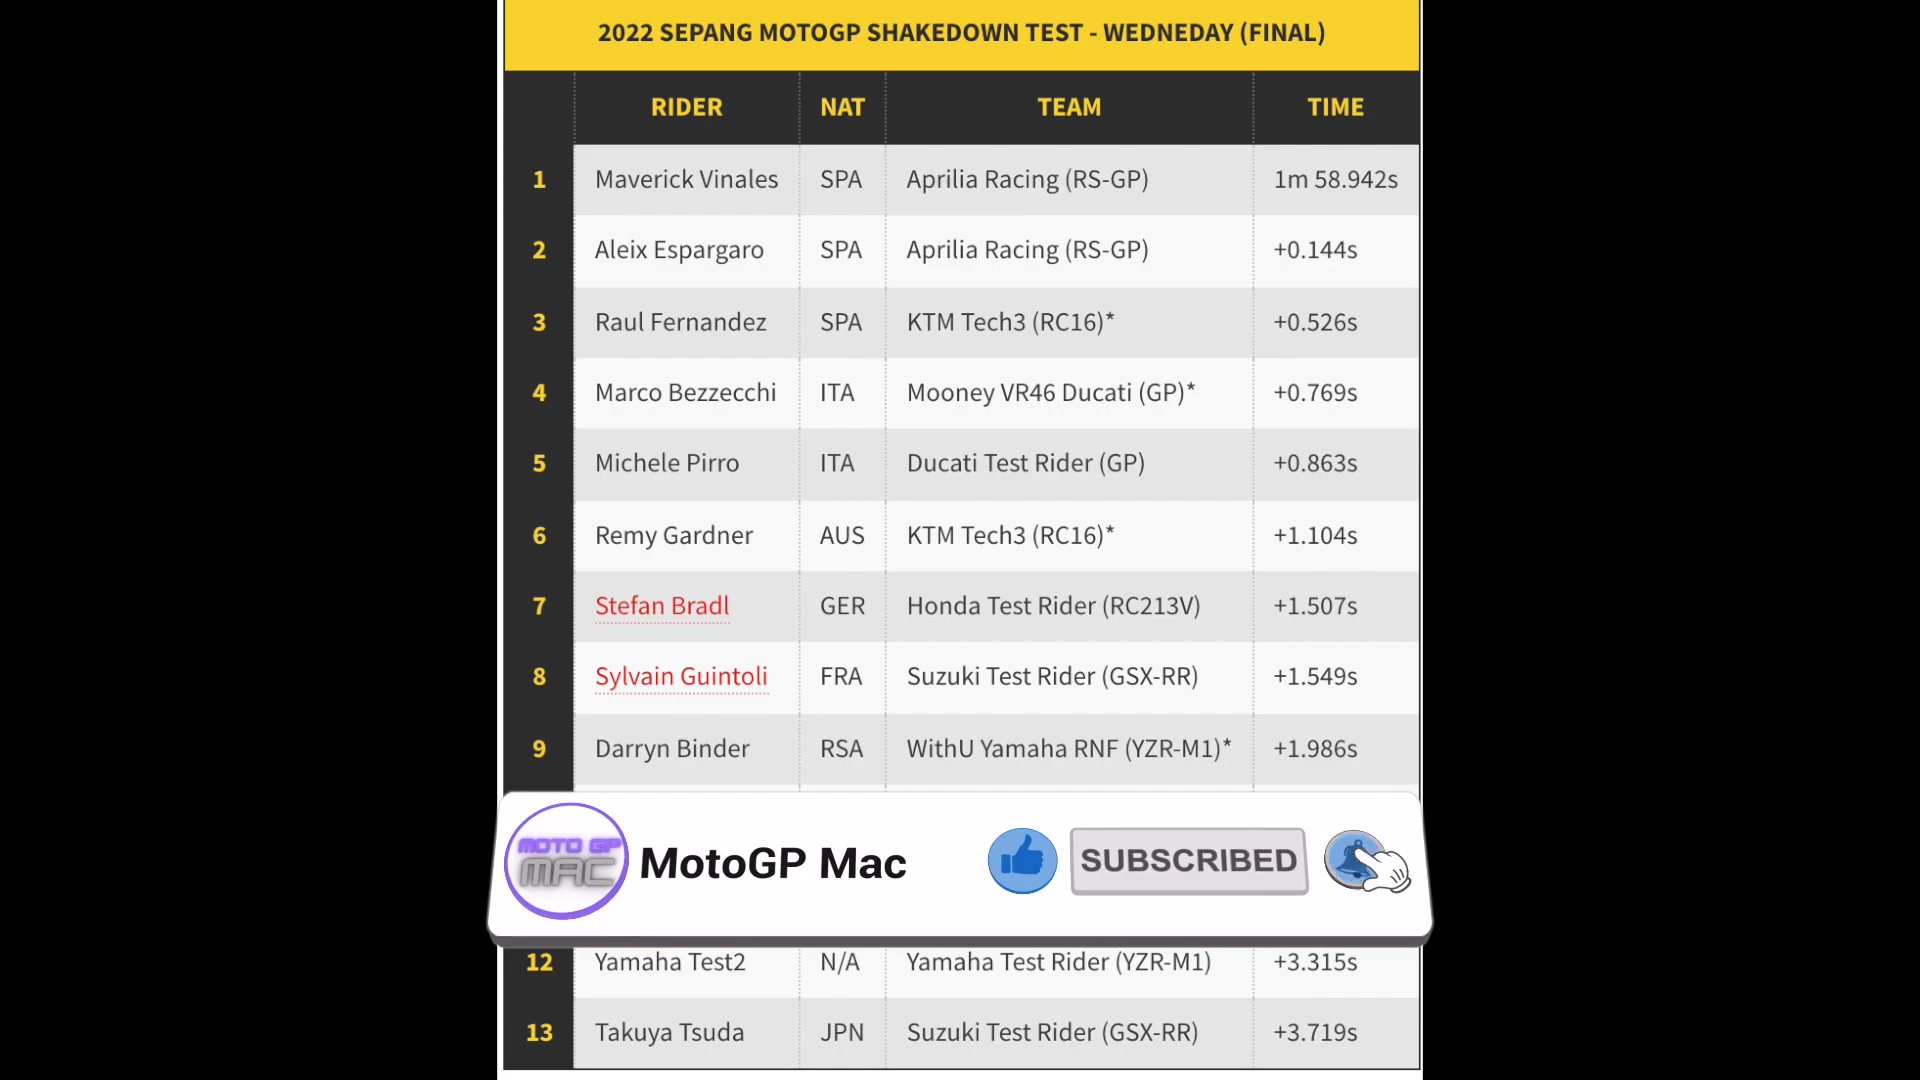 2022 SEPANG MOTOGP SHAKEDOWN TEST - WEDNEDAY (FINAL)
RIDER NAT TEAM TIME
1 Maverick Vinales SPA Aprilia Racing (RS-GP) 1m 58.942s
2 Aleix Espargaro SPA Aprilia Racing (RS-GP) +0.144s
3 Raul Fernandez SPA KTM Tech3 (RC16)* +0.526s
4 Marco Bezzecchi ITA Mooney VR46 Ducati (GP)* +0.769s
5 Michele Pirro ITA Ducati Test Rider (GP) +0.863s
6 Remy Gardner AUS KTM Tech3 (RC16)* +1.104s
7 Stefan Bradl GER Honda Test Rider (RC213V) +1.507s
8 Sylvain Guintoli FRA Suzuki Test Rider (GSX-RR) +1.549s
9 Darryn Binder RSA WithU Yamaha RNF (YZR-M1)* +1.986s
MOTO GP
MAC
MotoGP Mac SUBSCRIBED
12 Yamaha Test2 N/A Yamaha Test Rider (YZR-M1) +3.315s
13 Takuya Tsuda JPN Suzuki Test Rider (GSX-RR) +3.719s